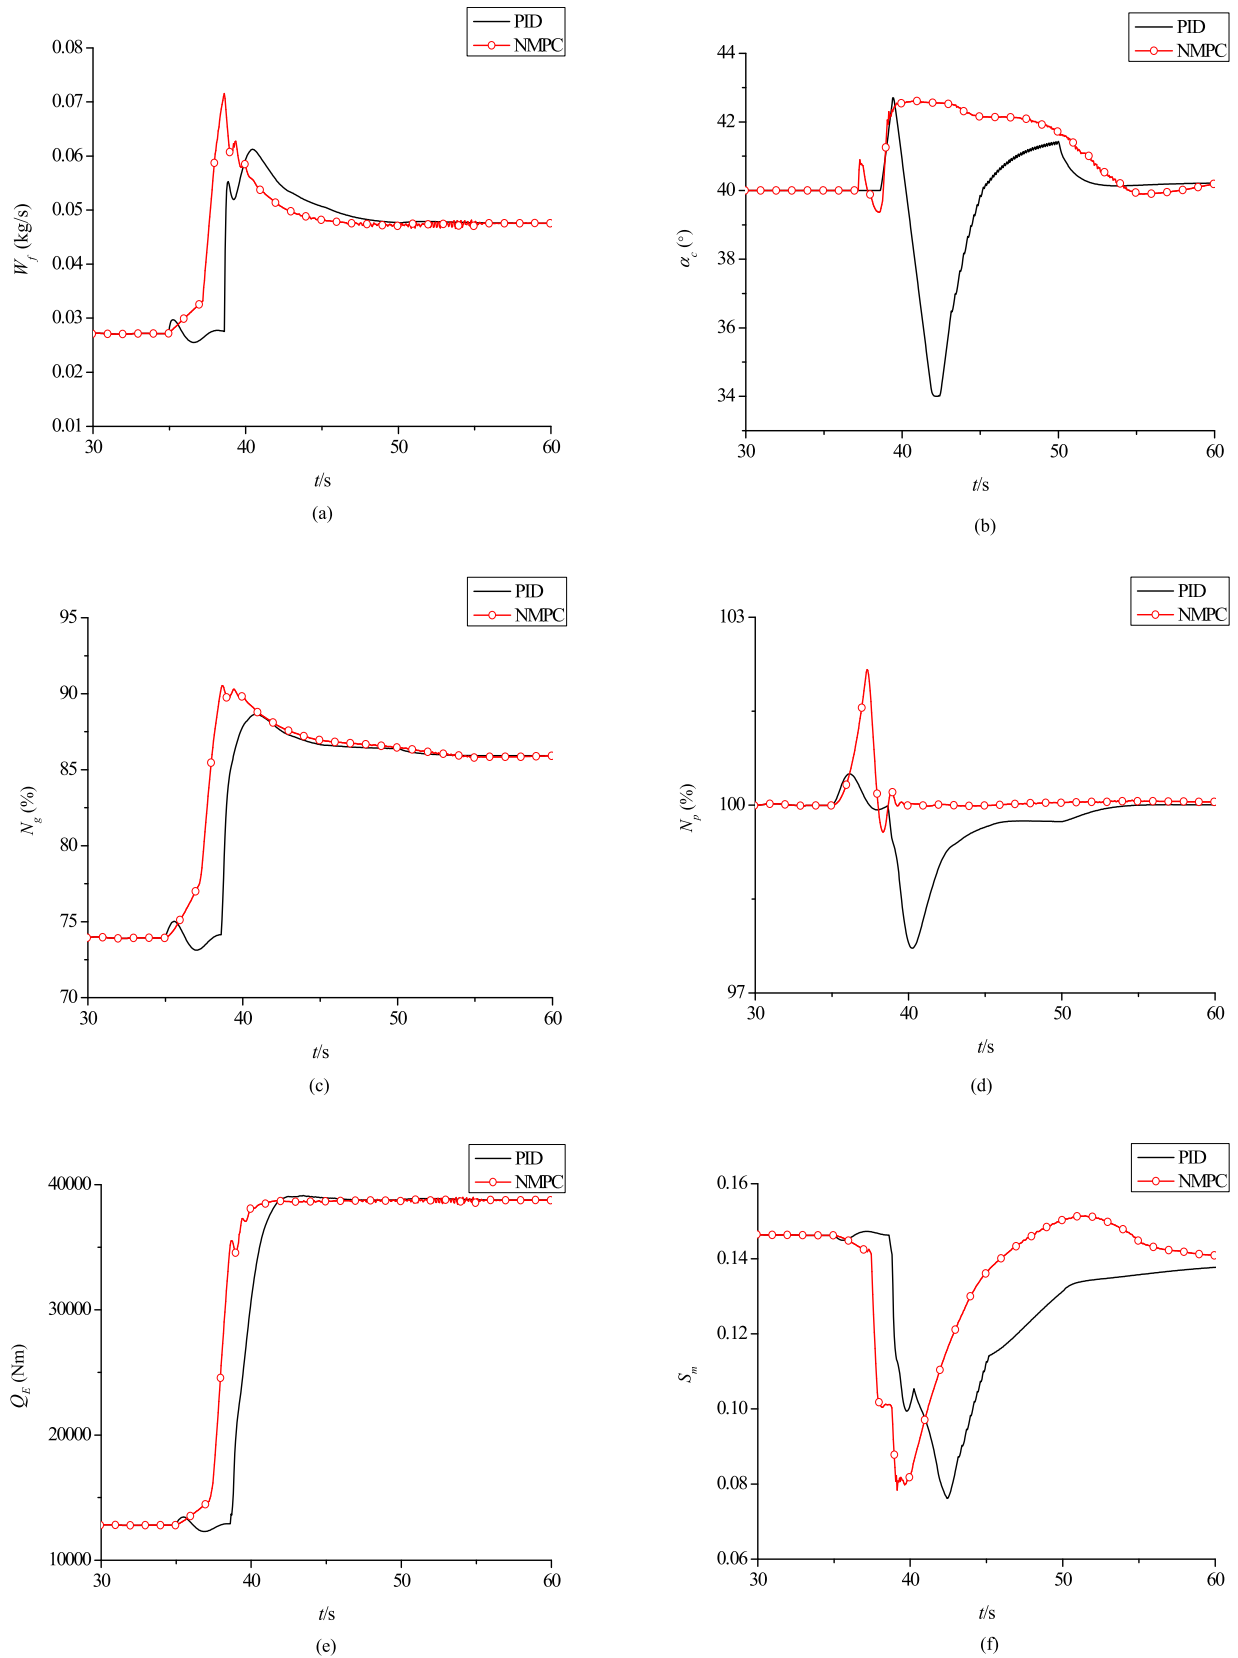 PID
NMPC
0.08
0.07
0.06
0.05
0.04
0.03
0.02
0.01
W_f (kg/s)
30 40 50 60
t/s
(a)
PID
NMPC
44
42
40
38
36
34
α_c (°)
30 40 50 60
t/s
(b)
PID
NMPC
95
90
85
80
75
70
N_g (%)
30 40 50 60
t/s
(c)
PID
NMPC
103
100
97
N_p (%)
30 40 50 60
t/s
(d)
PID
NMPC
40000
30000
20000
10000
Q_E (Nm)
30 40 50 60
t/s
(e)
PID
NMPC
0.16
0.14
0.12
0.10
0.08
0.06
S_m
30 40 50 60
t/s
(f)